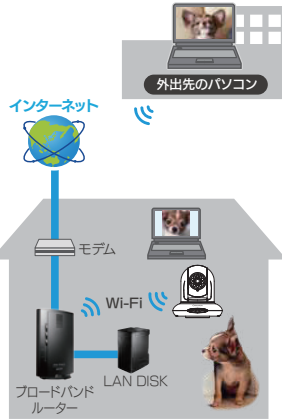 外出先のパソコン
インターネット
モデム
Wi-Fi
LAN DISK
ブロードバンド
ルーター